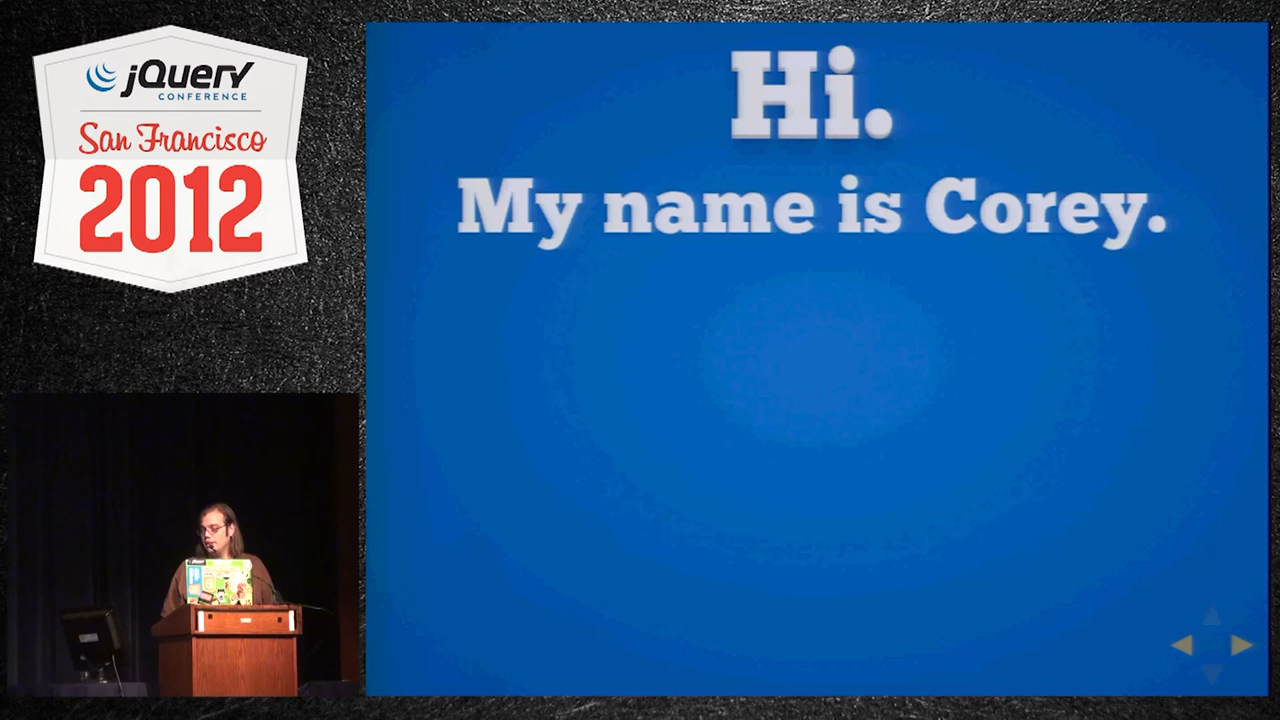 jQuery
CONFERENCE
San Francisco
2012
Hi.
My name is Corey.